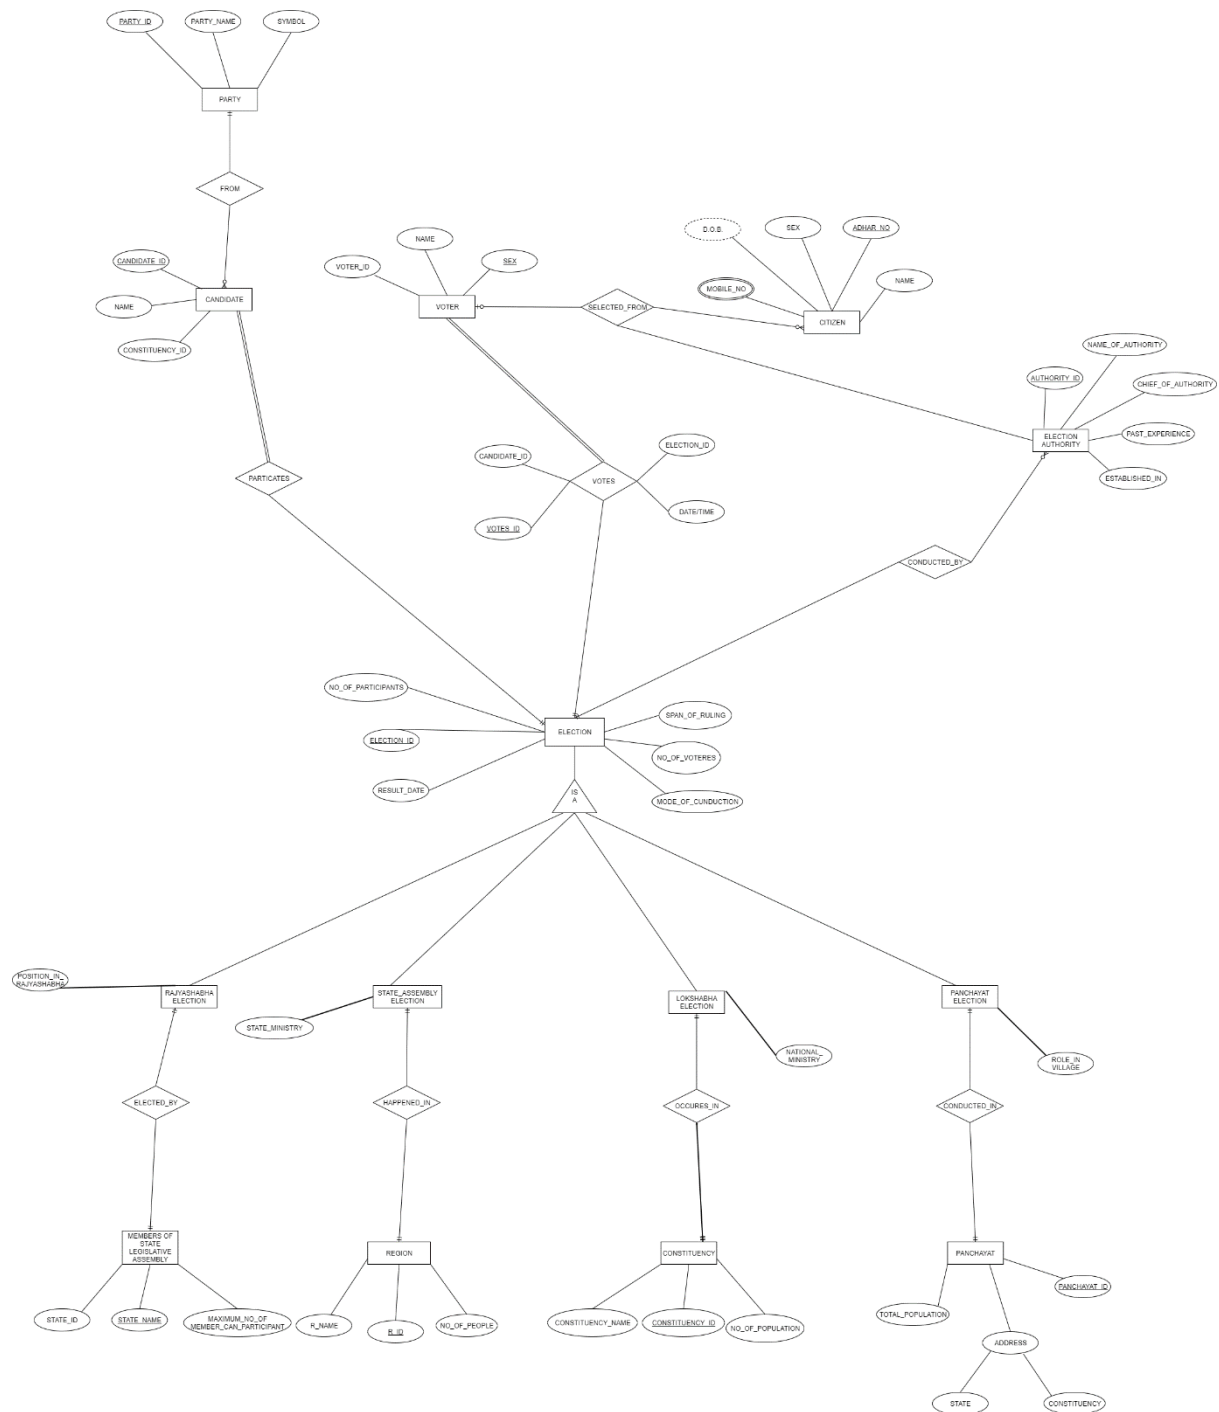 PARTY_ID
PARTY_NAME
SYMBOL
PARTY
FROM
CANDIDATE_ID
NAME
CONSTITUENCY_ID
CANDIDATE
VOTER_ID
NAME
SEX
VOTER
SELECTED_FROM
D.O.B.
SEX
ADHAR_NO
MOBILE_NO
NAME
CITIZEN
NAME_OF_AUTHORITY
AUTHORITY_ID
CHIEF_OF_AUTHORITY
PAST_EXPERIENCE
ESTABLISHED_IN
ELECTION
AUTHORITY
PARTICATES
CANDIDATE_ID
ELECTION_ID
VOTES
VOTES_ID
DATE/TIME
CONDUCTED_BY
NO_OF_PARTICIPANTS
ELECTION_ID
RESULT_DATE
ELECTION
SPAN_OF_RULING
NO_OF_VOTERES
MODE_OF_CUNDUCTION
IS
A
POSITION_IN_
RAJYASHABHA
RAJYASHABHA
ELECTION
STATE_ASSEMBLY
ELECTION
STATE_MINISTRY
LOKSHABHA
ELECTION
NATIONAL_
MINISTRY
PANCHAYAT
ELECTION
ROLE_IN
VILLAGE
ELECTED_BY
HAPPENED_IN
OCCURES_IN
CONDUCTED_IN
MEMBERS OF
STATE
LEGISLATIVE
ASSEMBLY
REGION
CONSTITUENCY
PANCHAYAT
STATE_ID
STATE_NAME
MAXIMUM_NO_OF
MEMBER_CAN_PARTICIPANT
R_NAME
R_ID
NO_OF_PEOPLE
CONSTITUENCY_NAME
CONSTITUENCY_ID
NO_OF_POPULATION
TOTAL_POPULATION
PANCHAYAT_ID
ADDRESS
STATE
CONSTITUENCY